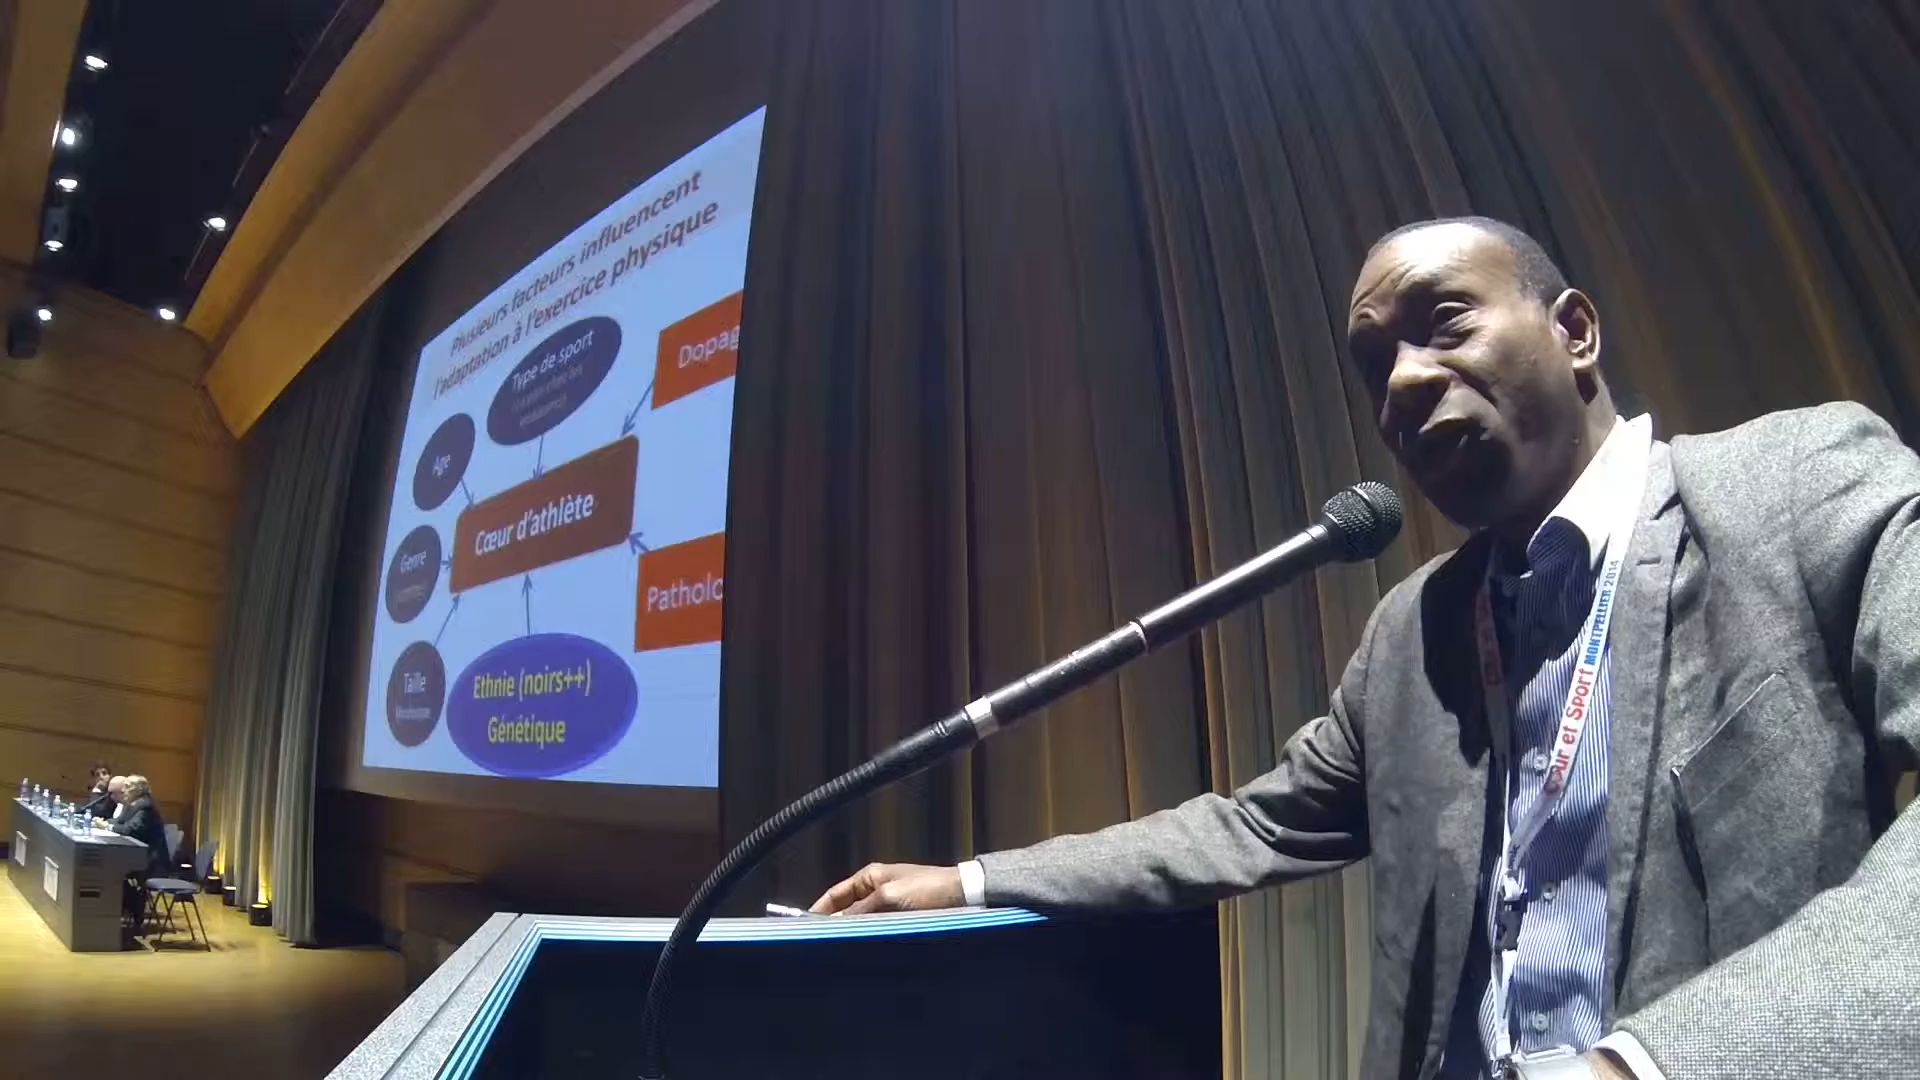 Plusieurs facteurs influencent
l'adaptation à l'exercice physique
Type de sport
Dopag
Age
Cœur d'athlète
Genre
Patholo
Taille
Ethnie (noirs++)
Génétique
Cœur et Sport MONTPELLIER 2014